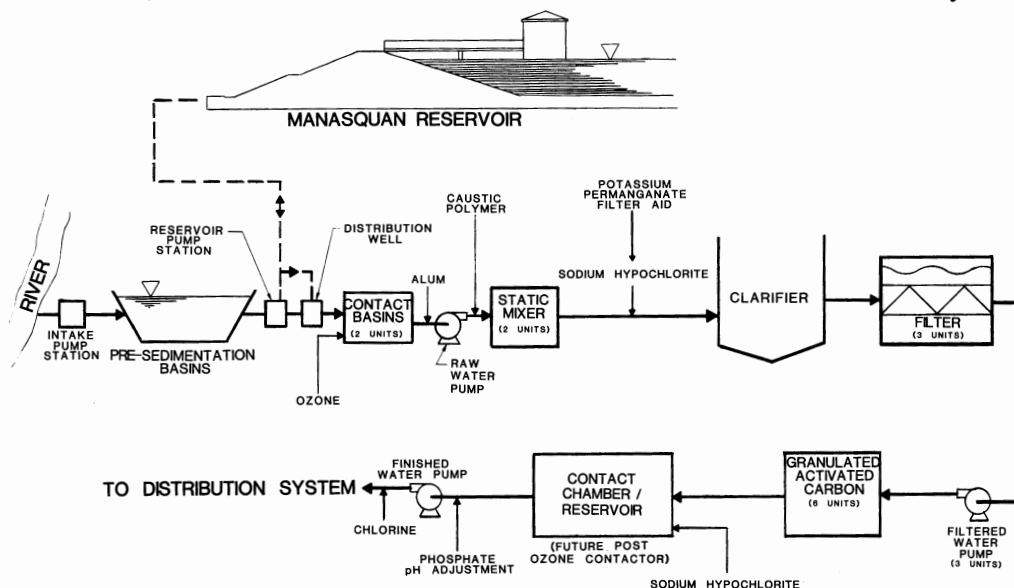 MANASQUAN RESERVOIR
RIVER
INTAKE
PUMP
STATION
PRE-SEDIMENTATION
BASINS
RESERVOIR
PUMP
STATION
DISTRIBUTION
WELL
CONTACT
BASINS
(2 UNITS)
OZONE
ALUM
RAW
WATER
PUMP
CAUSTIC
POLYMER
STATIC
MIXER
(2 UNITS)
POTASSIUM
PERMANGANATE
FILTER AID
SODIUM HYPOCHLORITE
CLARIFIER
FILTER
(3 UNITS)
TO DISTRIBUTION SYSTEM
CHLORINE
FINISHED
WATER PUMP
PHOSPHATE
pH ADJUSTMENT
CONTACT
CHAMBER /
RESERVOIR
(FUTURE POST
OZONE CONTACTOR)
SODIUM HYPOCHLORITE
GRANULATED
ACTIVATED
CARBON
(6 UNITS)
FILTERED
WATER
PUMP
(3 UNITS)